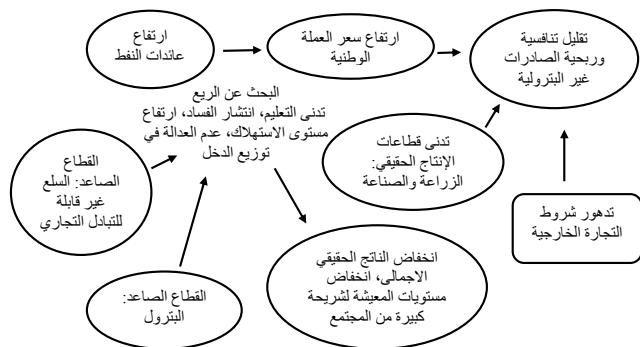 ارتفاع
عائدات النفط
ارتفاع سعر العملة
الوطنية
تقليل تنافسية
وربحية الصادرات
غير البترولية
البحث عن الريع
تدنى التعليم، انتشار الفساد، ارتفاع
مستوى الاستهلاك، عدم العدالة في
توزيع الدخل
تدنى قطاعات
الإنتاج الحقيقي:
الزراعة والصناعة
القطاع
الصاعد: السلع
غير قابلة
للتبادل التجاري
تدهور شروط
التجارة الخارجية
انخفاض الناتج الحقيقي
الاجمالى، انخفاض
مستويات المعيشة لشريحة
كبيرة من المجتمع
القطاع الصاعد:
البترول